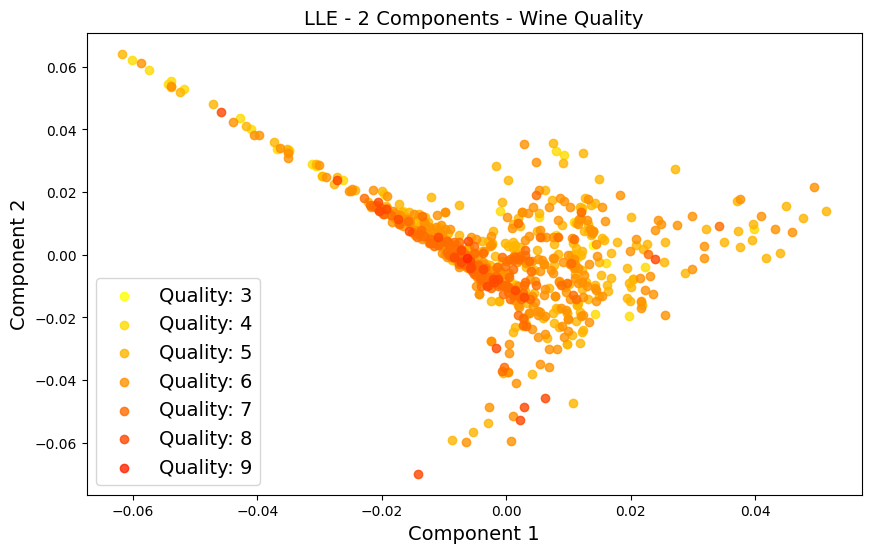 LLE - 2 Components - Wine Quality
0.06
0.04
0.02
0.00
−0.02
−0.04
−0.06
Component 2
Quality: 3
Quality: 4
Quality: 5
Quality: 6
Quality: 7
Quality: 8
Quality: 9
−0.06 −0.04 −0.02 0.00 0.02 0.04
Component 1